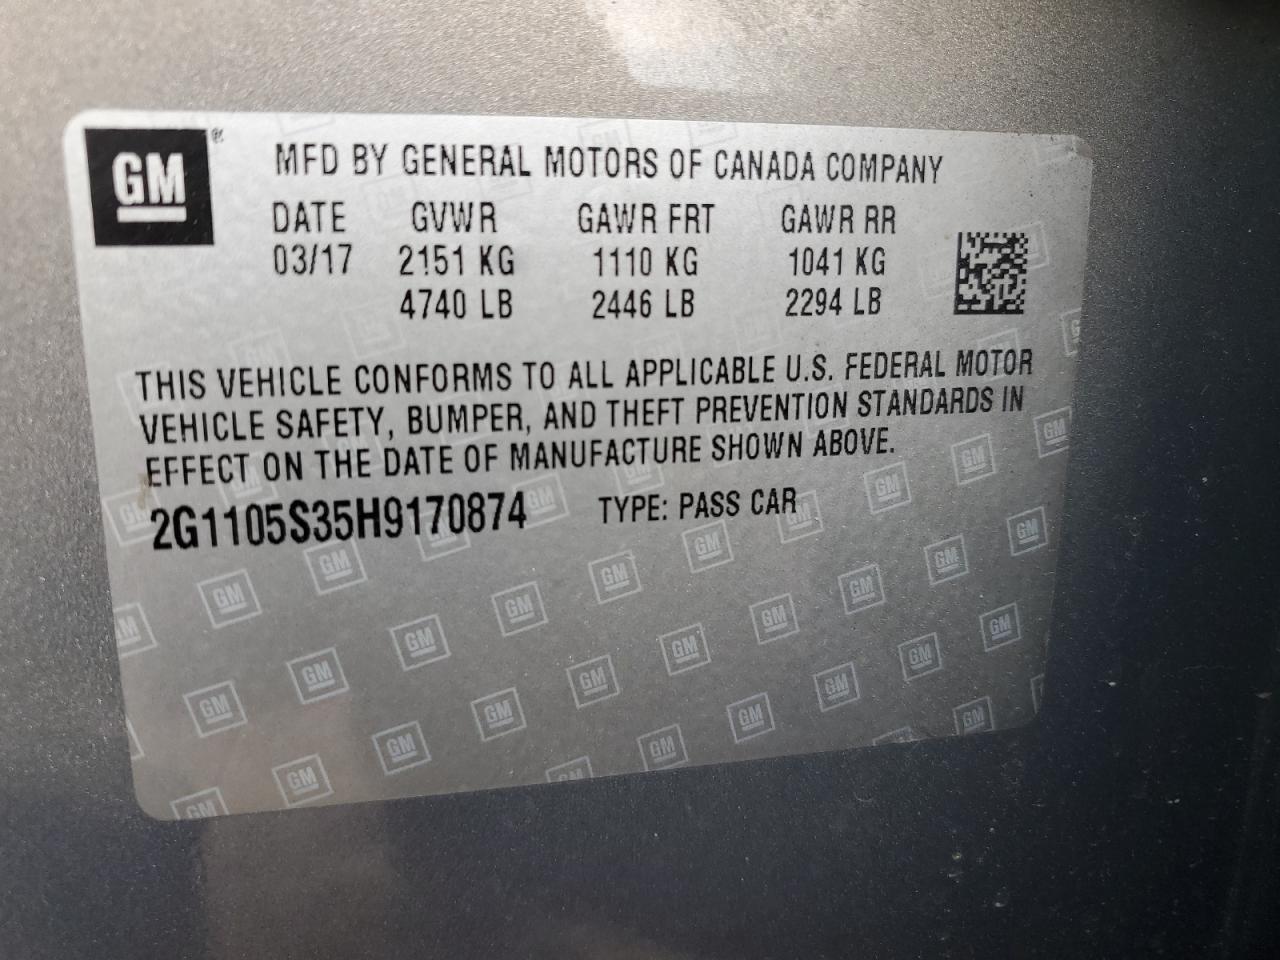 GM®
MFD BY GENERAL MOTORS OF CANADA COMPANY
DATE GVWR GAWR FRT GAWR RR
03/17 2151 KG 1110 KG 1041 KG
4740 LB 2446 LB 2294 LB
THIS VEHICLE CONFORMS TO ALL APPLICABLE U.S. FEDERAL MOTOR
VEHICLE SAFETY, BUMPER, AND THEFT PREVENTION STANDARDS IN
EFFECT ON THE DATE OF MANUFACTURE SHOWN ABOVE.
2G1105S35H9170874 TYPE: PASS CAR